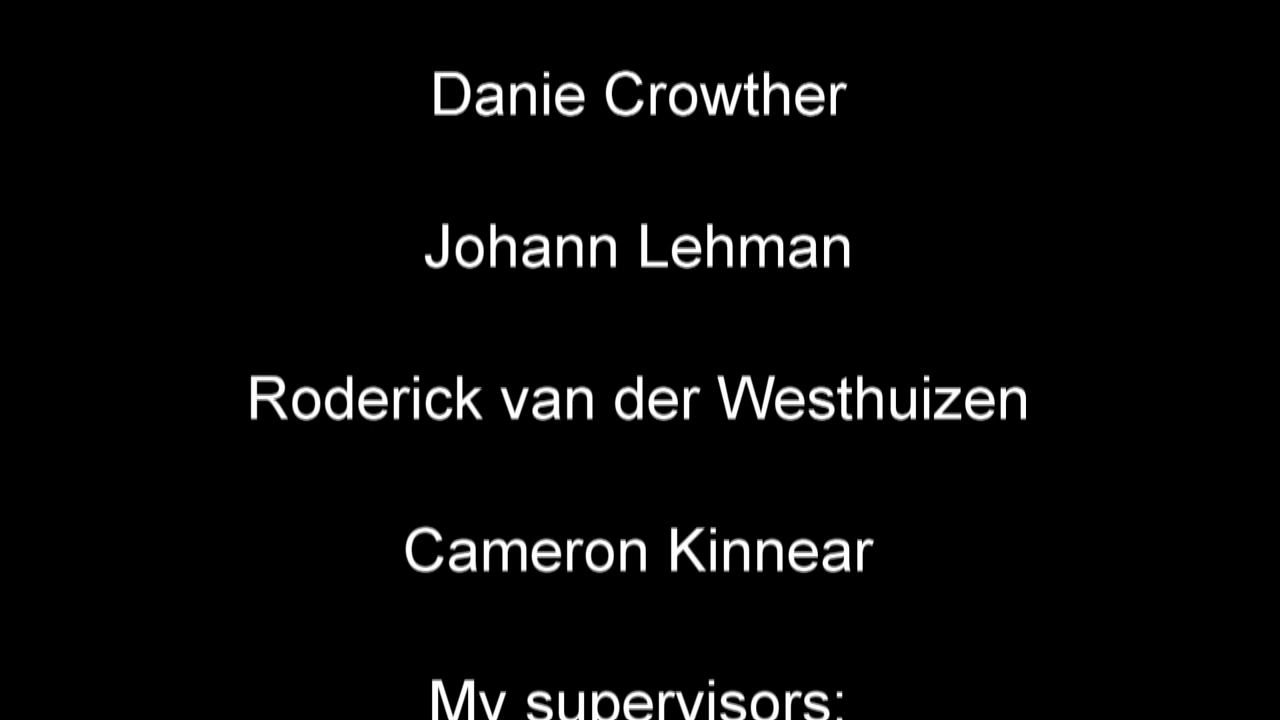 Danie Crowther
Johann Lehman
Roderick van der Westhuizen
Cameron Kinnear
My supervisors: